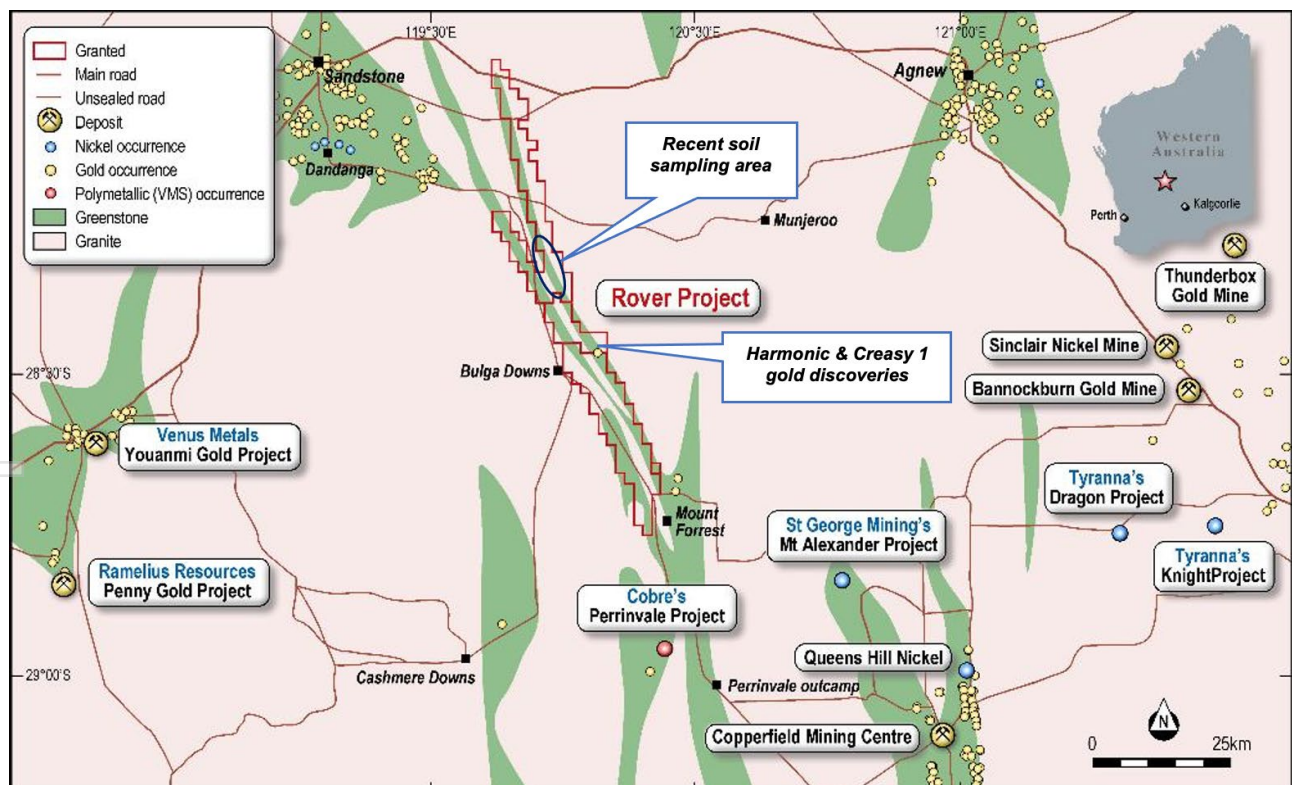 119°30'E
120°30'E
121°00'E
Granted
Main road
Unsealed road
Deposit
Nickel occurrence
Gold occurrence
Polymetallic (VMS) occurrence
Greenstone
Granite
Sandstone
Dandanga
Agnew
Recent soil
sampling area
Munjeroo
Western
Australia
Perth
Kalgoorlie
Thunderbox
Gold Mine
Rover Project
Sinclair Nickel Mine
Harmonic & Creasy 1
gold discoveries
Bulga Downs
28°30'S
Bannockburn Gold Mine
Venus Metals
Youanmi Gold Project
Tyranna's
Dragon Project
Mount
Forrest
St George Mining's
Mt Alexander Project
Tyranna's
KnightProject
Ramelius Resources
Penny Gold Project
Cobre's
Perrinvale Project
Queens Hill Nickel
29°00'S
Cashmere Downs
Perrinvale outcamp
Copperfield Mining Centre
N
0
25km